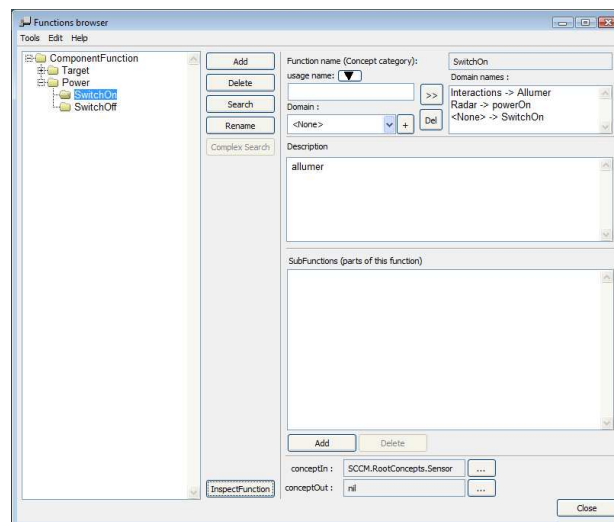 Functions browser
Tools Edit Help
ComponentFunction
Target
Power
SwitchOn
SwitchOff
Add
Delete
Search
Rename
Complex Search
InspectFunction
Function name (Concept category):
SwitchOn
usage name:
>>
Domain :
<None>
+
Del
Domain names :
Interactions -> Allumer
Radar -> powerOn
<None> -> SwitchOn
Description
allumer
SubFunctions (parts of this function)
Add
Delete
conceptIn :
SCCM.RootConcepts.Sensor
...
conceptOut :
nil
...
Close